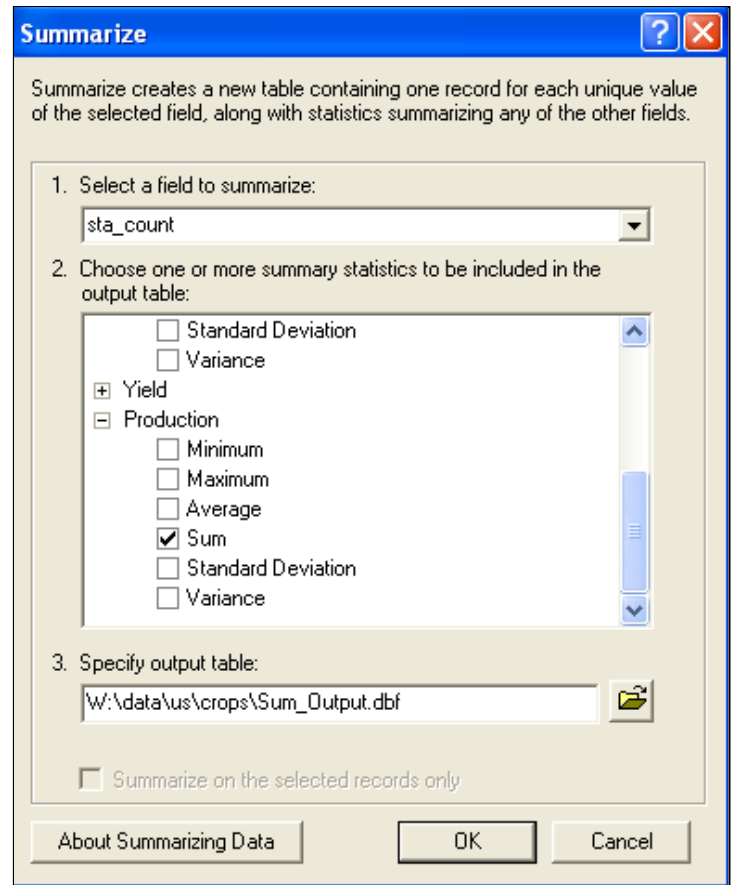 Summarize
Summarize creates a new table containing one record for each unique value
of the selected field, along with statistics summarizing any of the other fields.
1. Select a field to summarize:
sta_count
2. Choose one or more summary statistics to be included in the
output table:
Standard Deviation
Variance
Yield
Production
Minimum
Maximum
Average
Sum
Standard Deviation
Variance
3. Specify output table:
W:\data\us\crops\Sum_Output.dbf
Summarize on the selected records only
About Summarizing Data OK Cancel